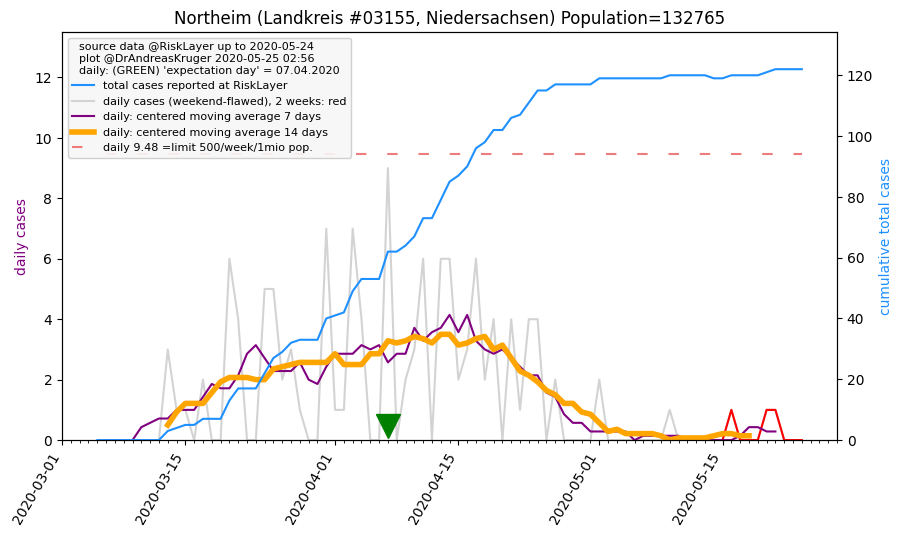 Northeim (Landkreis #03155, Niedersachsen) Population=132765
source data @RiskLayer up to 2020-05-24
plot @DrAndreasKruger 2020-05-25 02:56
daily: (GREEN) 'expectation day' = 07.04.2020
total cases reported at RiskLayer
daily cases (weekend-flawed), 2 weeks: red
daily: centered moving average 7 days
daily: centered moving average 14 days
daily 9.48 =limit 500/week/1mio pop.
daily cases
12
10
8
6
4
2
0
cumulative total cases
120
100
80
60
40
20
0
2020-03-01
2020-03-15
2020-04-01
2020-04-15
2020-05-01
2020-05-15